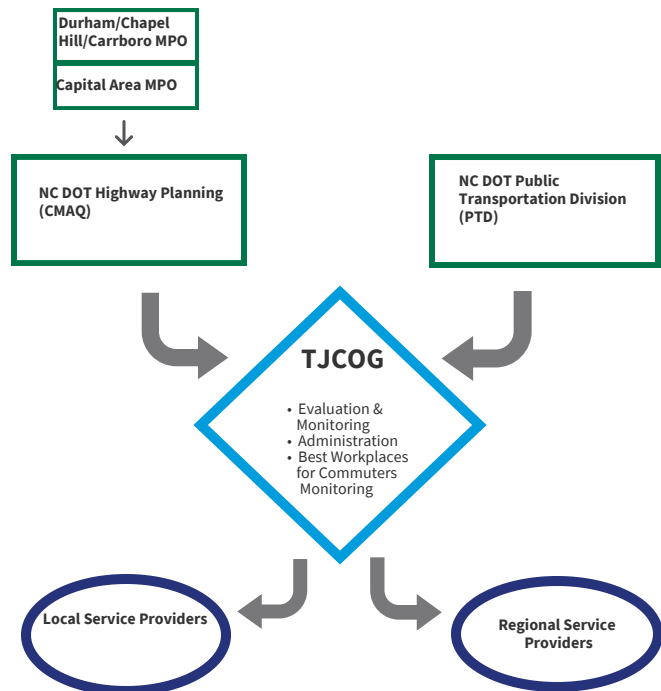 Durham/Chapel
Hill/Carrboro MPO
Capital Area MPO
NC DOT Highway Planning
(CMAQ)
NC DOT Public
Transportation Division
(PTD)
TJCOG
• Evaluation &
Monitoring
• Administration
• Best Workplaces
for Commuters
Monitoring
Local Service Providers
Regional Service
Providers